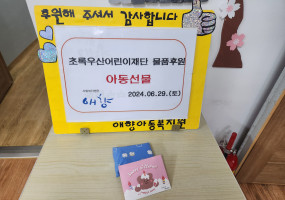 후원해 주셔서 감사합니다
초록우산어린이재단 물품후원
아동선물
2024.06.29.(토)
애향
애향아동복지원